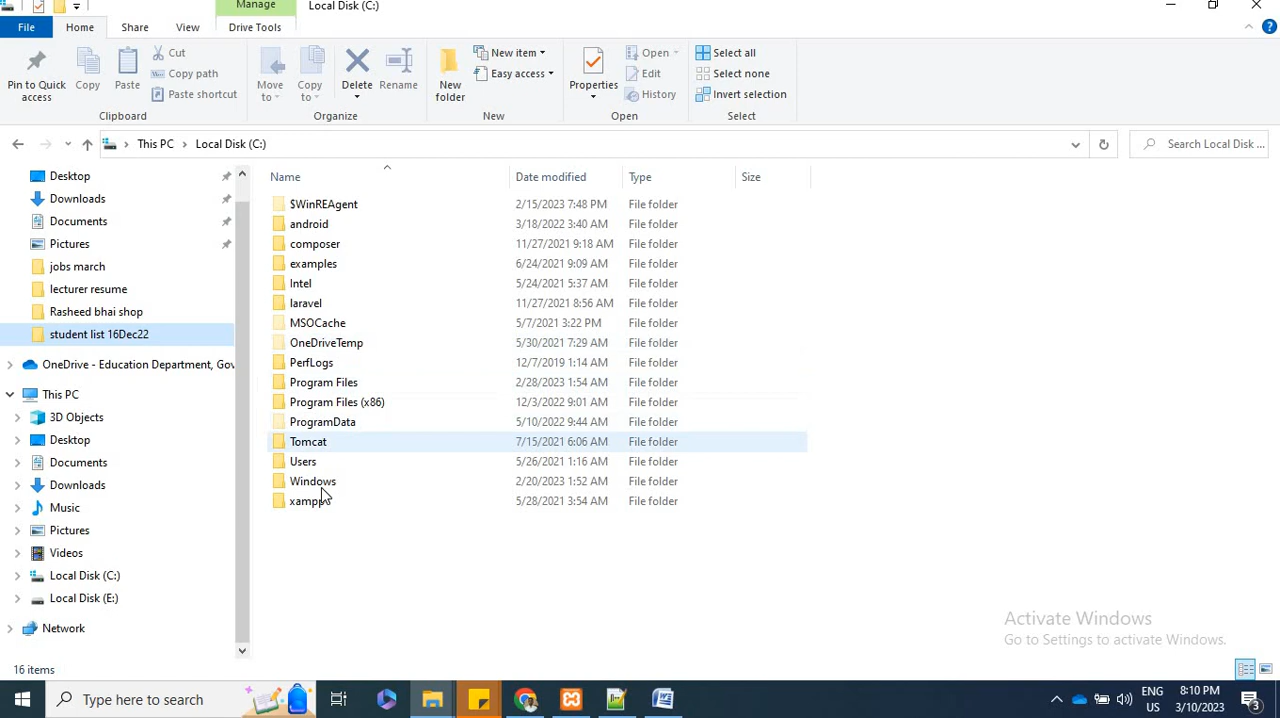 Manage
Local Disk (C:)
File
Home
Share
View
Drive Tools
Pin to Quick access
Copy
Paste
Cut
Copy path
Paste shortcut
Clipboard
Move to
Copy to
Delete
Rename
Organize
New folder
New item
Easy access
New
Properties
Open
Edit
History
Open
Select all
Select none
Invert selection
Select
This PC
Local Disk (C:)
Search Local Disk ...
Desktop
Downloads
Documents
Pictures
jobs march
lecturer resume
Rasheed bhai shop
student list 16Dec22
OneDrive - Education Department, Gov
This PC
3D Objects
Desktop
Documents
Downloads
Music
Pictures
Videos
Local Disk (C:)
Local Disk (E:)
Network
Name Date modified Type Size
$WinREAgent 2/15/2023 7:48 PM File folder
android 3/18/2022 3:40 AM File folder
composer 11/27/2021 9:18 AM File folder
examples 6/24/2021 9:09 AM File folder
Intel 5/24/2021 5:37 AM File folder
laravel 11/27/2021 8:56 AM File folder
MSOCache 5/7/2021 3:22 PM File folder
OneDriveTemp 5/30/2021 7:29 AM File folder
PerfLogs 12/7/2019 1:14 AM File folder
Program Files 2/28/2023 1:54 AM File folder
Program Files (x86) 12/3/2022 9:01 AM File folder
ProgramData 5/10/2022 9:44 AM File folder
Tomcat 7/15/2021 6:06 AM File folder
Users 5/26/2021 1:16 AM File folder
Windows 2/20/2023 1:52 AM File folder
xampp 5/28/2021 3:54 AM File folder
Activate Windows
Go to Settings to activate Windows.
16 items
Type here to search
ENG
US
8:10 PM
3/10/2023
3